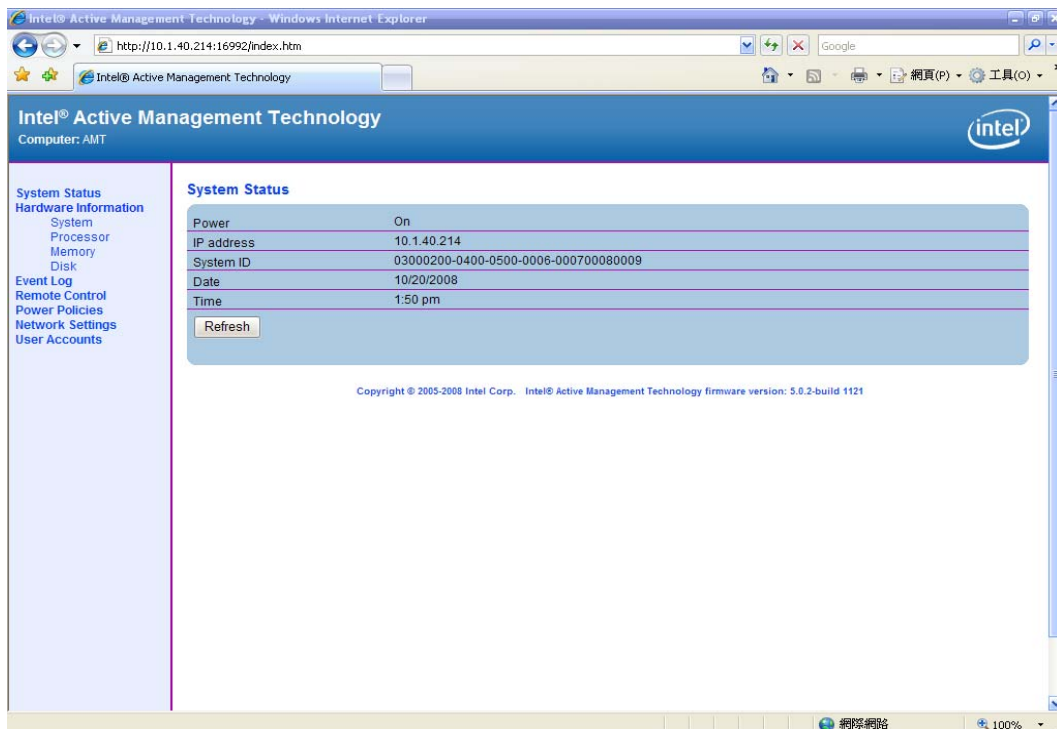 Intel® Active Management Technology - Windows Internet Explorer
http://10.1.40.214:16992/index.htm
Google
Intel® Active Management Technology
網頁(P)
工具(O)
Intel® Active Management Technology
Computer: AMT
intel
System Status
Hardware Information
System
Processor
Memory
Disk
Event Log
Remote Control
Power Policies
Network Settings
User Accounts
System Status
Power On
IP address 10.1.40.214
System ID 03000200-0400-0500-0006-000700080009
Date 10/20/2008
Time 1:50 pm
Refresh
Copyright © 2005-2008 Intel Corp. Intel® Active Management Technology firmware version: 5.0.2-build 1121
網際網路
100%